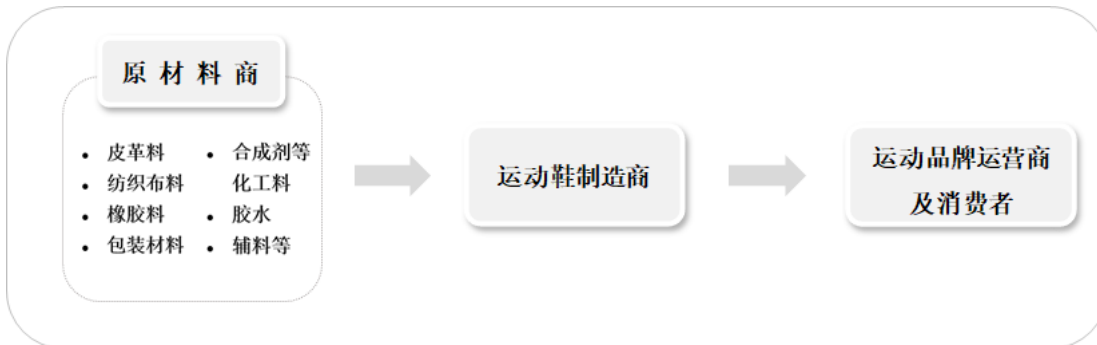 原材料商
• 皮革料
• 纺织布料
• 橡胶料
• 包装材料
• 合成剂等
化工料
• 胶水
• 辅料等
运动鞋制造商
运动品牌运营商
及消费者